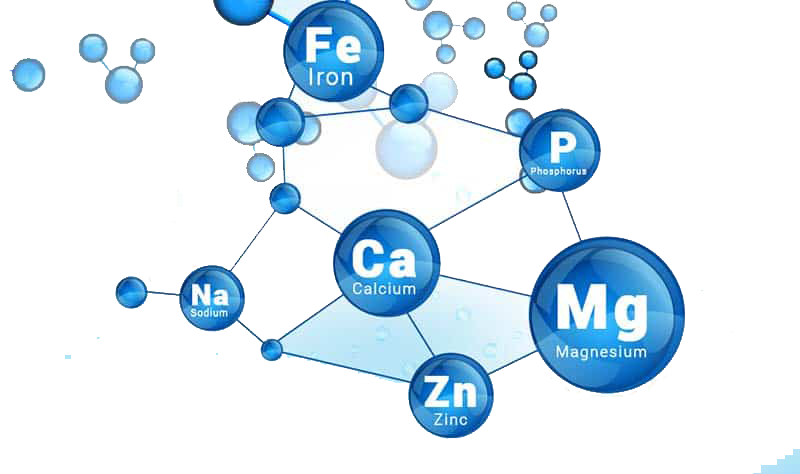 Fe
Iron
P
Phosphorus
Ca
Calcium
Na
Sodium
Mg
Magnesium
Zn
Zinc